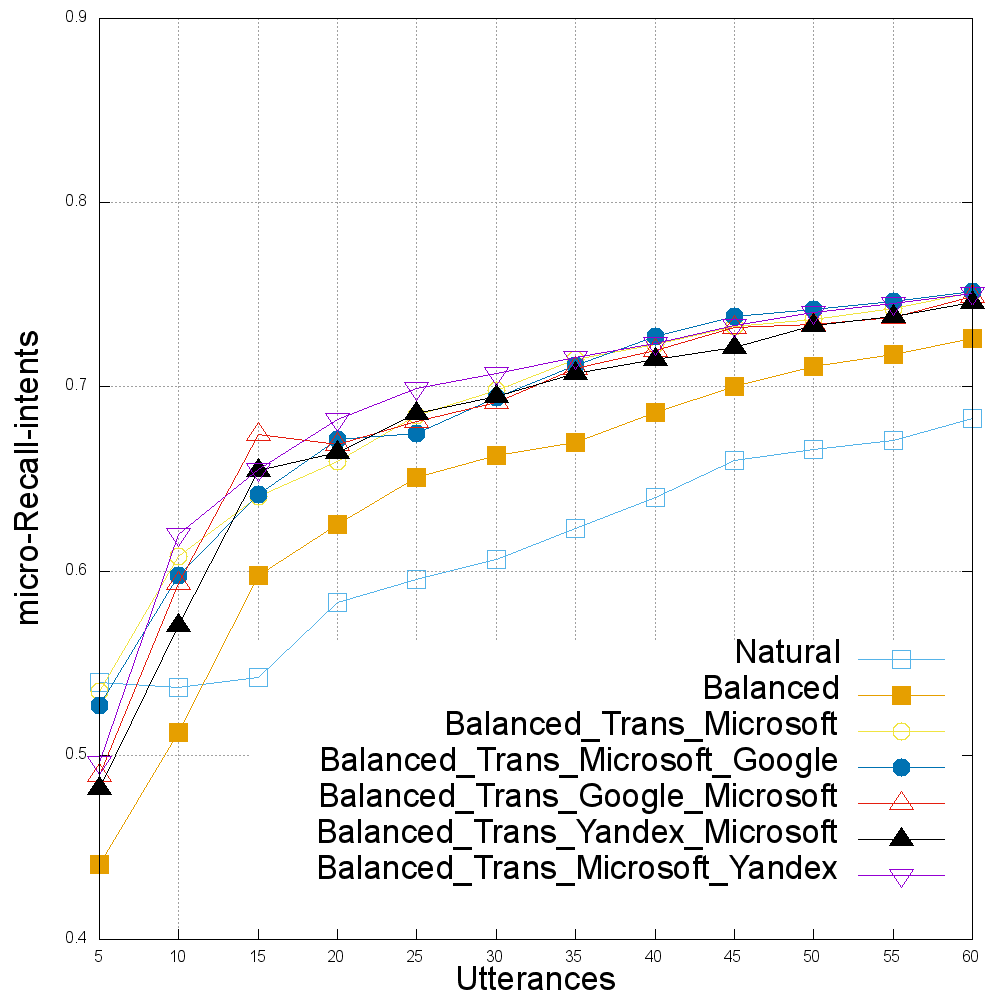 0.9
0.8
0.7
0.6
0.5
0.4
micro-Recall-intents
Natural
Balanced
Balanced_Trans_Microsoft
Balanced_Trans_Microsoft_Google
Balanced_Trans_Google_Microsoft
Balanced_Trans_Yandex_Microsoft
Balanced_Trans_Microsoft_Yandex
5 10 15 20 25 30 35 40 45 50 55 60
Utterances